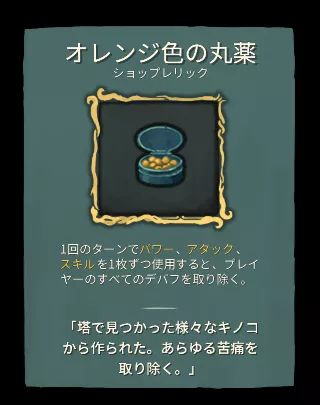 オレンジ色の丸薬
ショップレリック
1回のターンでパワー、アタック、
スキルを1枚ずつ使用すると、プレイ
ヤーのすべてのデバフを取り除く。
「塔で見つかった様々なキノコ
から作られた。あらゆる苦痛を
取り除く。」